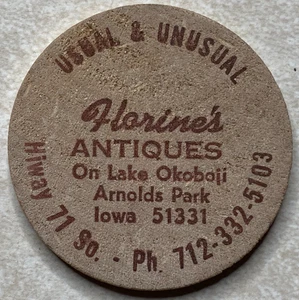 USUAL & UNUSUAL
Florine's
ANTIQUES
On Lake Okoboji
Arnolds Park
Iowa 51331
Hiway 71 So. - Ph. 712-332-5103